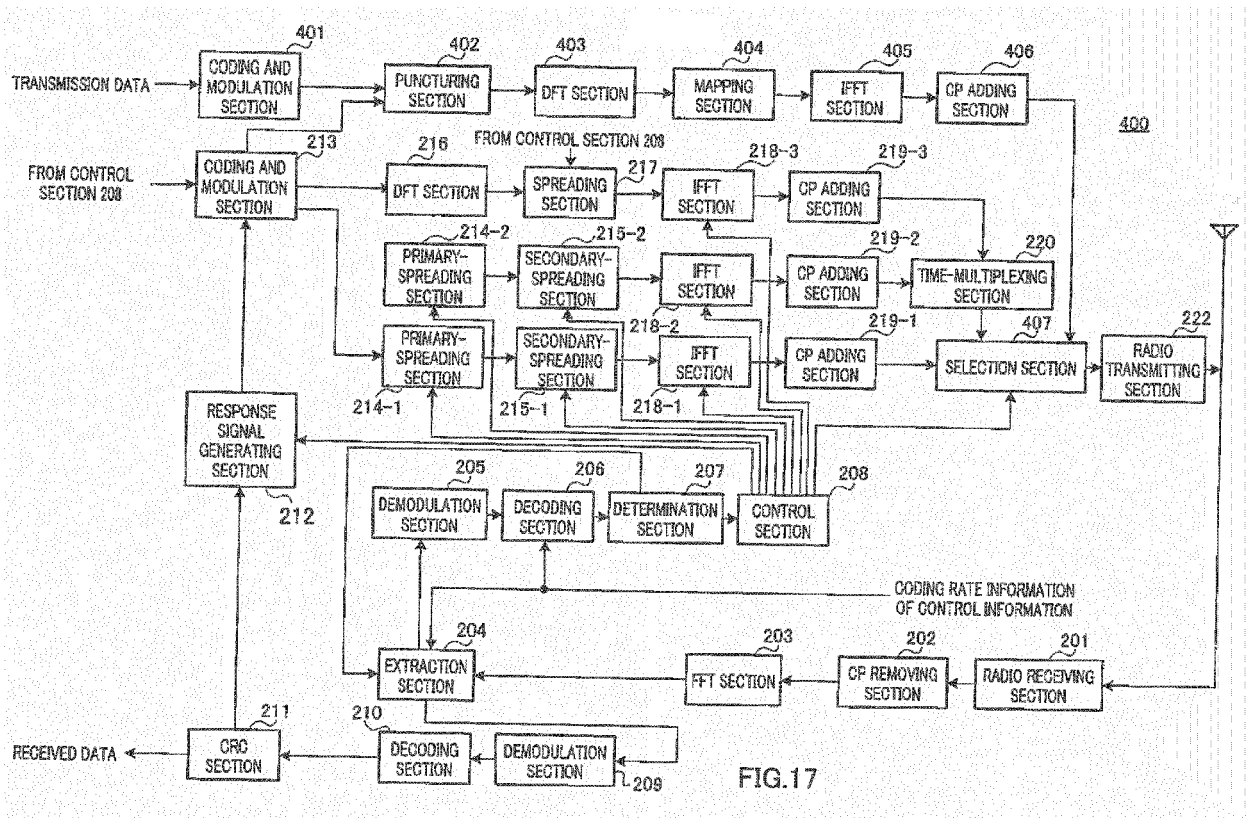 401
CODING AND
MODULATION
SECTION
TRANSMISSION DATA
402
PUNCTURING
SECTION
403
DFT SECTION
404
MAPPING
SECTION
405
IFFT
SECTION
406
CP ADDING
SECTION
400
213
CODING AND
MODULATION
SECTION
FROM CONTROL
SECTION 208
216
DFT SECTION
FROM CONTROL SECTION 208
217
SPREADING
SECTION
218-3
IFFT
SECTION
219-3
CP ADDING
SECTION
214-2
PRIMARY-
SPREADING
SECTION
215-2
SECONDARY-
SPREADING
SECTION
IFFT
SECTION
218-2
219-2
CP ADDING
SECTION
220
TIME-MULTIPLEXING
SECTION
PRIMARY-
SPREADING
SECTION
214-1
SECONDARY-
SPREADING
SECTION
215-1
IFFT
SECTION
218-1
219-1
CP ADDING
SECTION
407
SELECTION SECTION
222
RADIO
TRANSMITTING
SECTION
RESPONSE
SIGNAL
GENERATING
SECTION
212
205
DEMODULATION
SECTION
206
DECODING
SECTION
207
DETERMINATION
SECTION
208
CONTROL
SECTION
CODING RATE INFORMATION
OF CONTROL INFORMATION
204
EXTRACTION
SECTION
203
FFT SECTION
202
CP REMOVING
SECTION
201
RADIO RECEIVING
SECTION
RECEIVED DATA
211
CRC
SECTION
210
DECODING
SECTION
DEMODULATION
SECTION
209
FIG.17